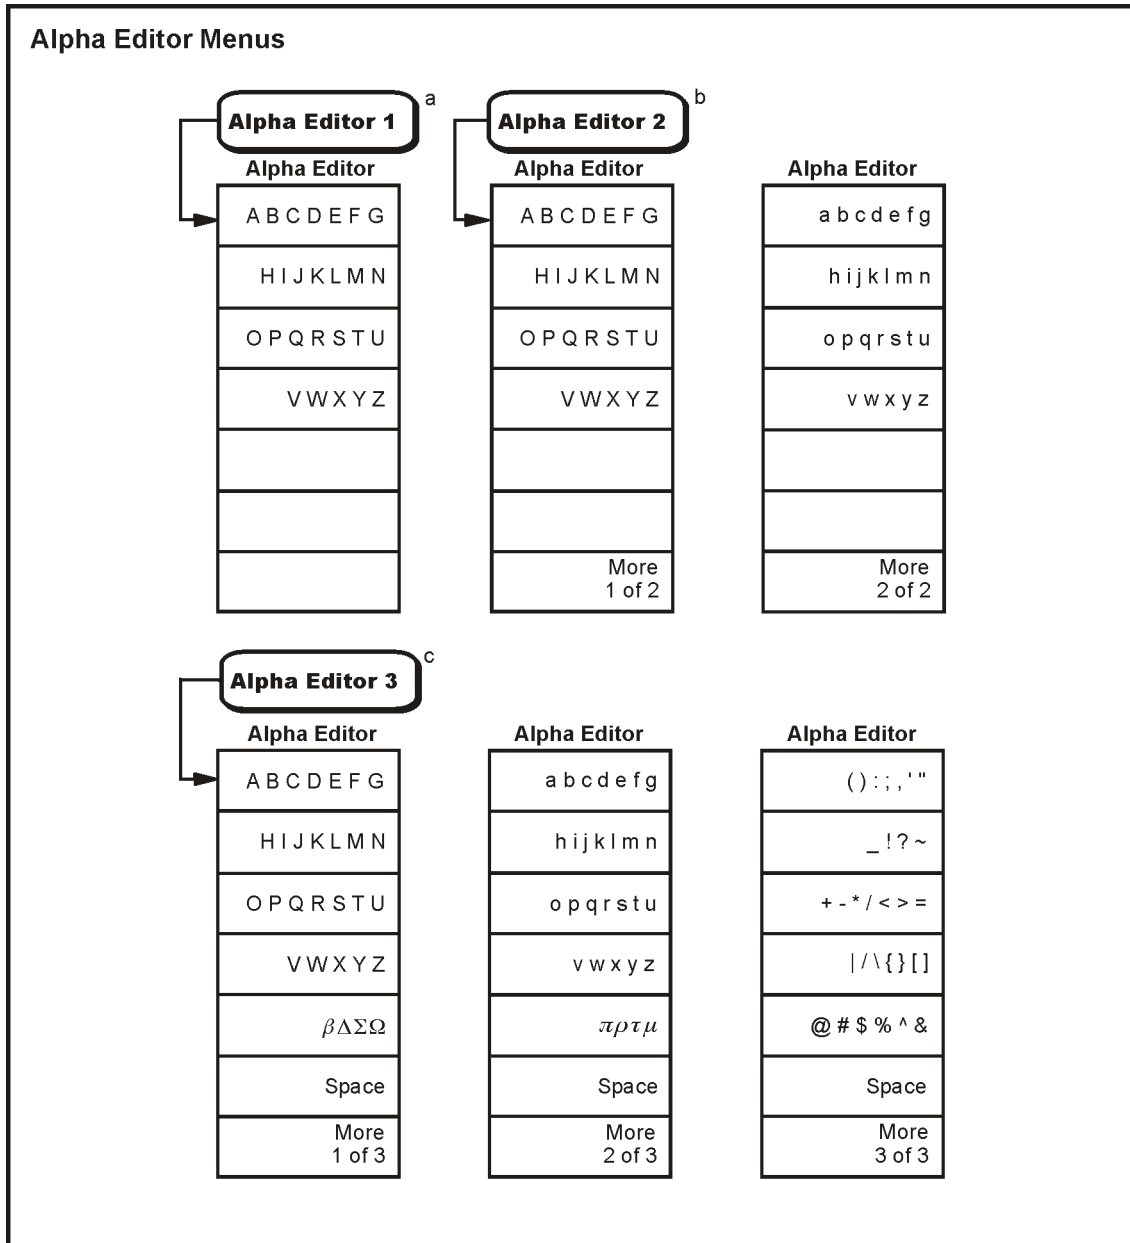 Alpha Editor Menus
Alpha Editor 1 a
Alpha Editor
A B C D E F G
H I J K L M N
O P Q R S T U
V W X Y Z
Alpha Editor 2 b
Alpha Editor
A B C D E F G
H I J K L M N
O P Q R S T U
V W X Y Z
More
1 of 2
Alpha Editor
a b c d e f g
h i j k l m n
o p q r s t u
v w x y z
More
2 of 2
Alpha Editor 3 c
Alpha Editor
A B C D E F G
H I J K L M N
O P Q R S T U
V W X Y Z
βΔΣΩ
Space
More
1 of 3
Alpha Editor
a b c d e f g
h i j k l m n
o p q r s t u
v w x y z
πρτμ
Space
More
2 of 3
Alpha Editor
( ) : ; , ' "
_ ! ? ~
+ - * / < > =
| / \ { } [ ]
@ # $ % ^ &
Space
More
3 of 3